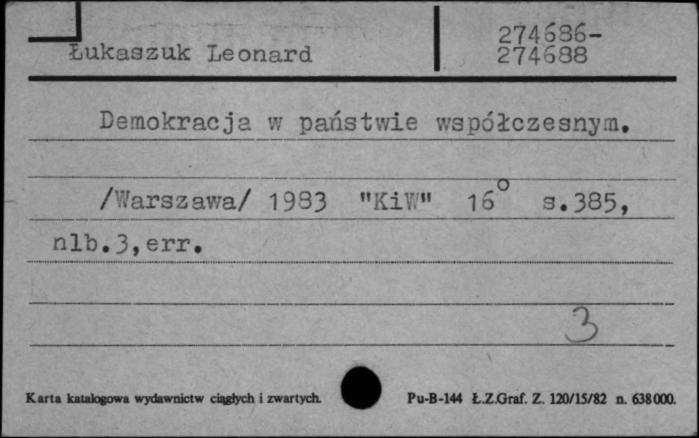 274686-
Łukaszuk Leonard 274688
Demokracja w państwie współczesnym.
/Warszawa/ 1983 "KiW" 16° s.385,
nlb.3,err.
3
Karta katalogowa wydawnictw ciągłych i zwartych. Pu-B-144 Ł.Z.Graf. Z. 120/15/82 n. 638000.